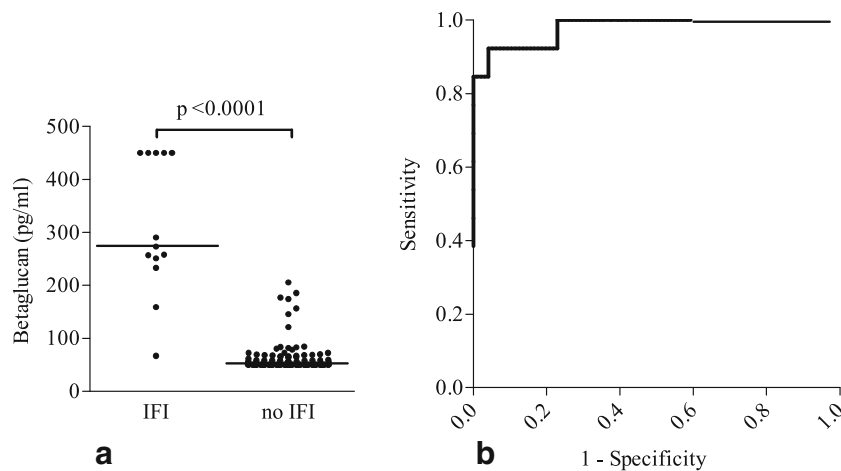 p <0.0001
500
400
300
200
100
0
Betaglucan (pg/ml)
IFI
no IFI
a
1.0
0.8
0.6
0.4
0.2
0.0
Sensitivity
0.0
0.2
0.4
0.6
0.8
1.0
1 - Specificity
b